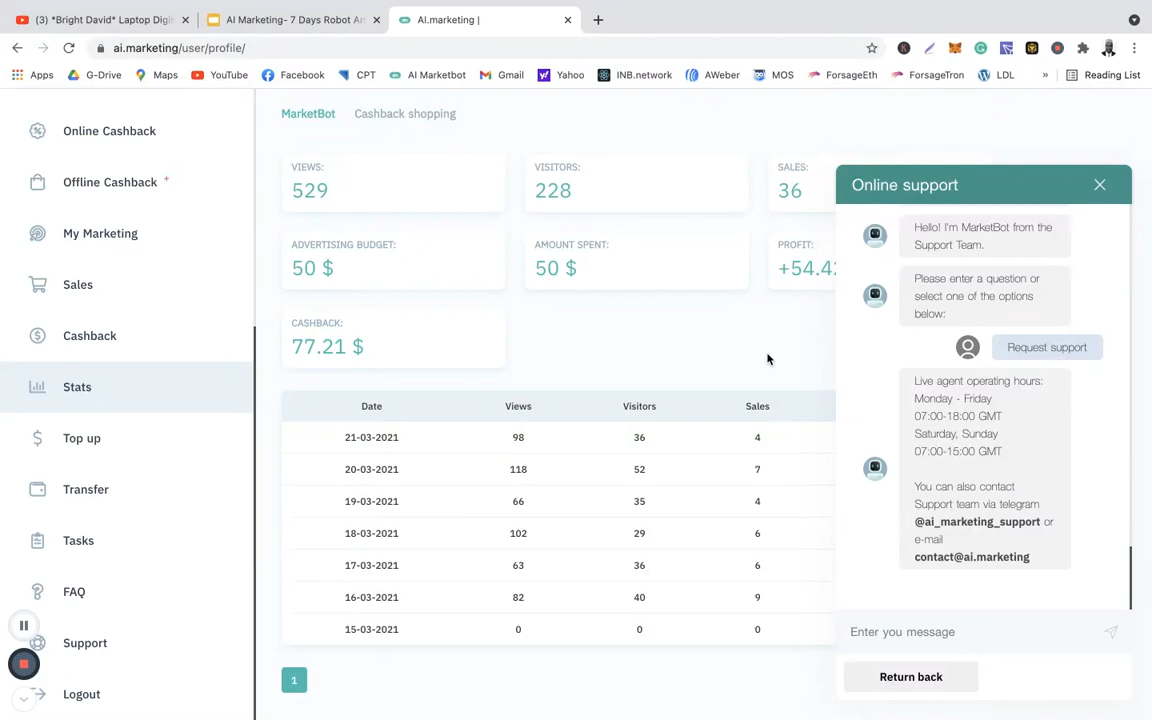 (3) *Bright David* Laptop Digi
AI Marketing- 7 Days Robot An
AI.marketing |
ai.marketing/user/profile/
Apps
G-Drive
Maps
YouTube
Facebook
CPT
AI Marketbot
Gmail
Yahoo
INB.network
AWeber
MOS
ForsageEth
ForsageTron
LDL
»
Reading List
Online Cashback
Offline Cashback *
My Marketing
Sales
Cashback
Stats
Top up
Transfer
Tasks
FAQ
Support
Logout
MarketBot
Cashback shopping
VIEWS:
529
VISITORS:
228
SALES:
36
ADVERTISING BUDGET:
50 $
AMOUNT SPENT:
50 $
PROFIT:
+54.42
CASHBACK:
77.21 $
Date Views Visitors Sales
21-03-2021 98 36 4
20-03-2021 118 52 7
19-03-2021 66 35 4
18-03-2021 102 29 6
17-03-2021 63 36 6
16-03-2021 82 40 9
15-03-2021 0 0 0
1
Online support
Hello! I'm MarketBot from the
Support Team.
Please enter a question or
select one of the options
below:
Request support
Live agent operating hours:
Monday - Friday
07:00-18:00 GMT
Saturday, Sunday
07:00-15:00 GMT
You can also contact
Support team via telegram
@ai_marketing_support or
e-mail
contact@ai.marketing
Enter you message
Return back